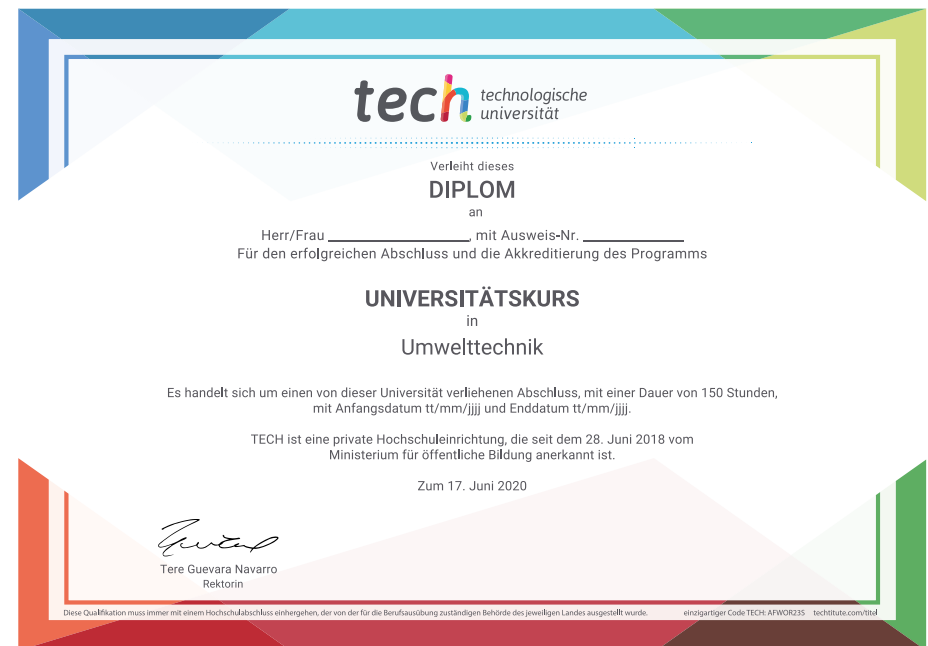 tech technologische
universität
Verleiht dieses
DIPLOM
an
Herr/Frau ____________________, mit Ausweis-Nr. ______________
Für den erfolgreichen Abschluss und die Akkreditierung des Programms
UNIVERSITÄTSKURS
in
Umwelttechnik
Es handelt sich um einen von dieser Universität verliehenen Abschluss, mit einer Dauer von 150 Stunden,
mit Anfangsdatum tt/mm/jjjj und Enddatum tt/mm/jjjj.
TECH ist eine private Hochschuleinrichtung, die seit dem 28. Juni 2018 vom
Ministerium für öffentliche Bildung anerkannt ist.
Zum 17. Juni 2020
Tere Guevara Navarro
Rektorin
Diese Qualifikation muss immer mit einem Hochschulabschluss einhergehen, der von der für die Berufsausübung zuständigen Behörde des jeweiligen Landes ausgestellt wurde. einzigartiger Code TECH: AFWOR23S techtitute.com/titel